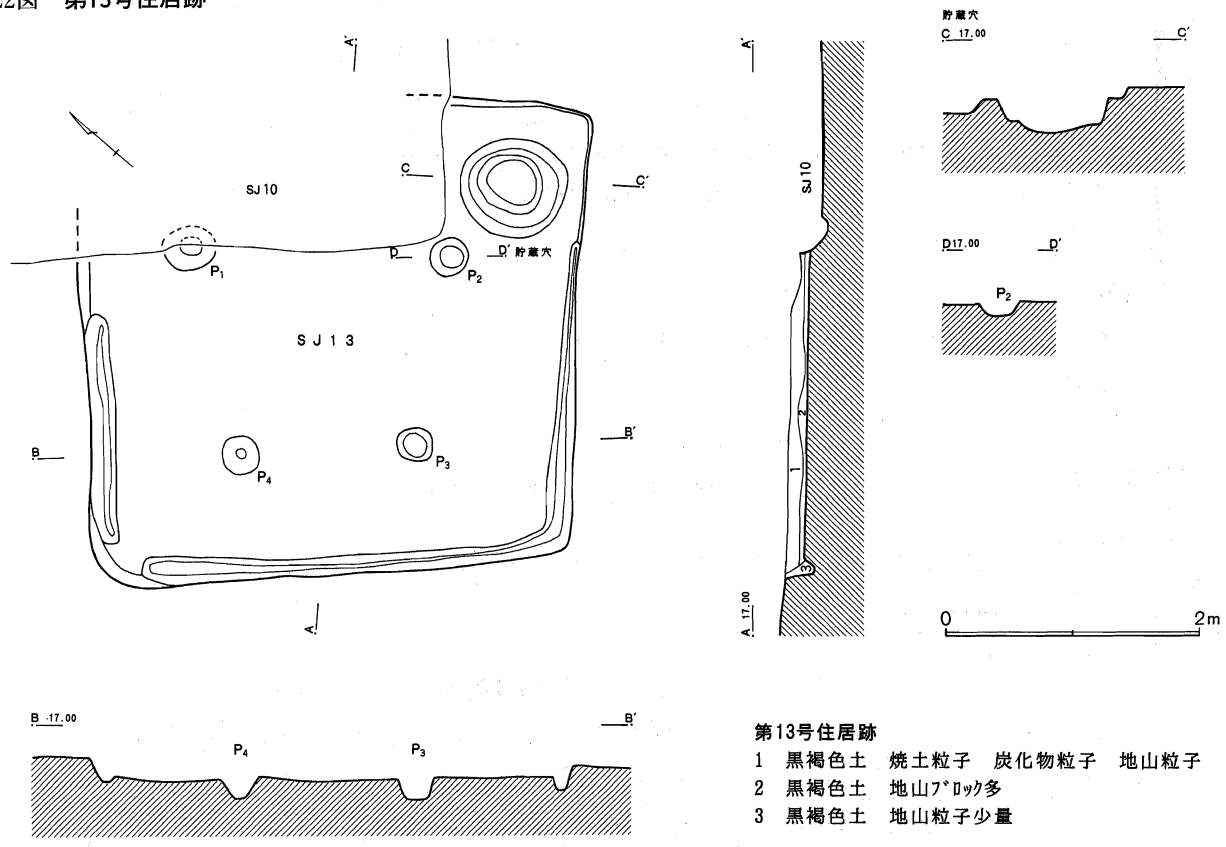 22図 第13号住居跡
A′
SJ10
C
C′
D
D′ 貯蔵穴
P1
P2
SJ13
B
B′
P4
P3
A
A′
SJ10
2
1
3
A 17.00
貯蔵穴
C 17.00
C′
D 17.00
D′
P2
0
2m
B 17.00
B′
P4
P3
第13号住居跡
1 黒褐色土 焼土粒子 炭化物粒子 地山粒子
2 黒褐色土 地山ブロック多
3 黒褐色土 地山粒子少量